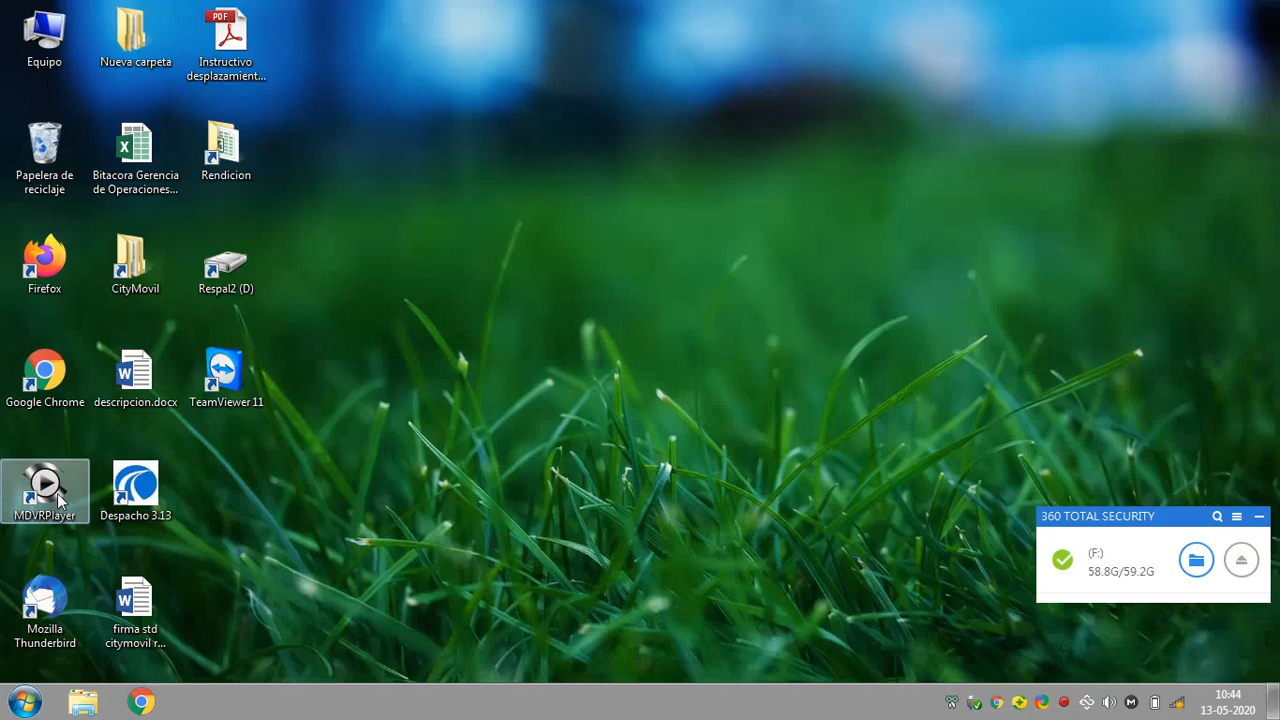 Equipo
Nueva carpeta
PDF
Instructivo
desplazamient...
Papelera de
reciclaje
Bitacora Gerencia
de Operaciones...
Rendicion
Firefox
CityMovil
Respal2 (D)
Google Chrome
descripcion.docx
TeamViewer 11
MDVRPlayer
Despacho 3.13
Mozilla
Thunderbird
firma std
citymovil r...
360 TOTAL SECURITY
(F:)
58.8G/59.2G
10:44
13-05-2020